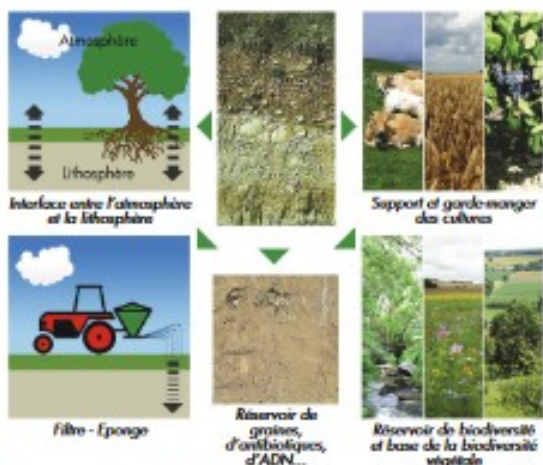 Atmosphère
Lithosphère
Interface entre l'atmosphère
et la lithosphère
Support et garde-manger
des cultures
Filtre - Eponge
Réservoir de
graines,
d'antibiotiques,
d'ADN...
Réservoir de biodiversité
et base de la biodiversité
végétale